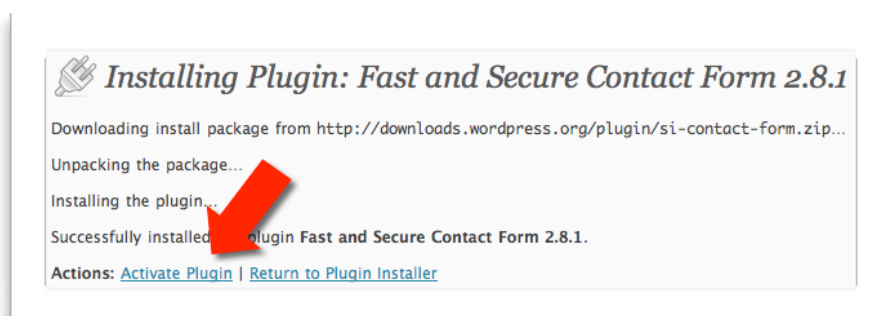 Installing Plugin: Fast and Secure Contact Form 2.8.1
Downloading install package from http://downloads.wordpress.org/plugin/si-contact-form.zip...
Unpacking the package...
Installing the plugin...
Successfully installed plugin Fast and Secure Contact Form 2.8.1.
Actions: Activate Plugin | Return to Plugin Installer